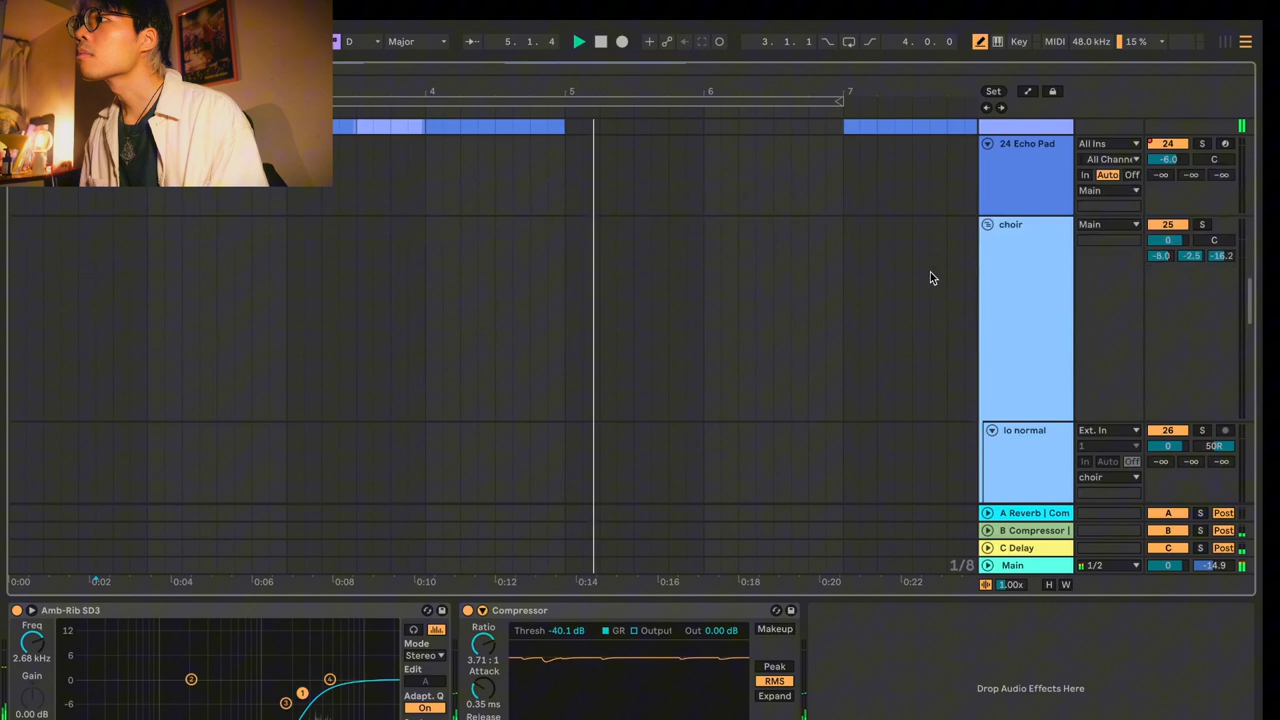 D Major 5. 1. 4 3. 1. 1 4. 0. 0 Key MIDI 48.0 kHz 15 %
4 5 6 7 Set
24 Echo Pad All Ins 24 S
All Channe -6.0 C
In Auto Off -∞ -∞ -∞
Main
choir Main 25 S
0 C
-8.0 -2.5 -16.2
lo normal Ext. In 26 S
1 0 50R
In Auto Off -∞ -∞ -∞
choir
A Reverb | Com A S Post
B Compressor | B S Post
C Delay C S Post
1/8 Main 1/2 0 -14.9
0:00 0:02 0:04 0:06 0:08 0:10 0:12 0:14 0:16 0:18 0:20 0:22 1.00x H W
Amb-Rib SD3 Compressor
Freq 12 Ratio Thresh -40.1 dB GR Output Out 0.00 dB Makeup
2.68 kHz 6 Mode 3.71 : 1
Gain Stereo Attack Peak
0 2 4 Edit RMS
1 A
3 Adapt. Q Expand
-6 On 0.35 ms
0.00 dB Release
Drop Audio Effects Here